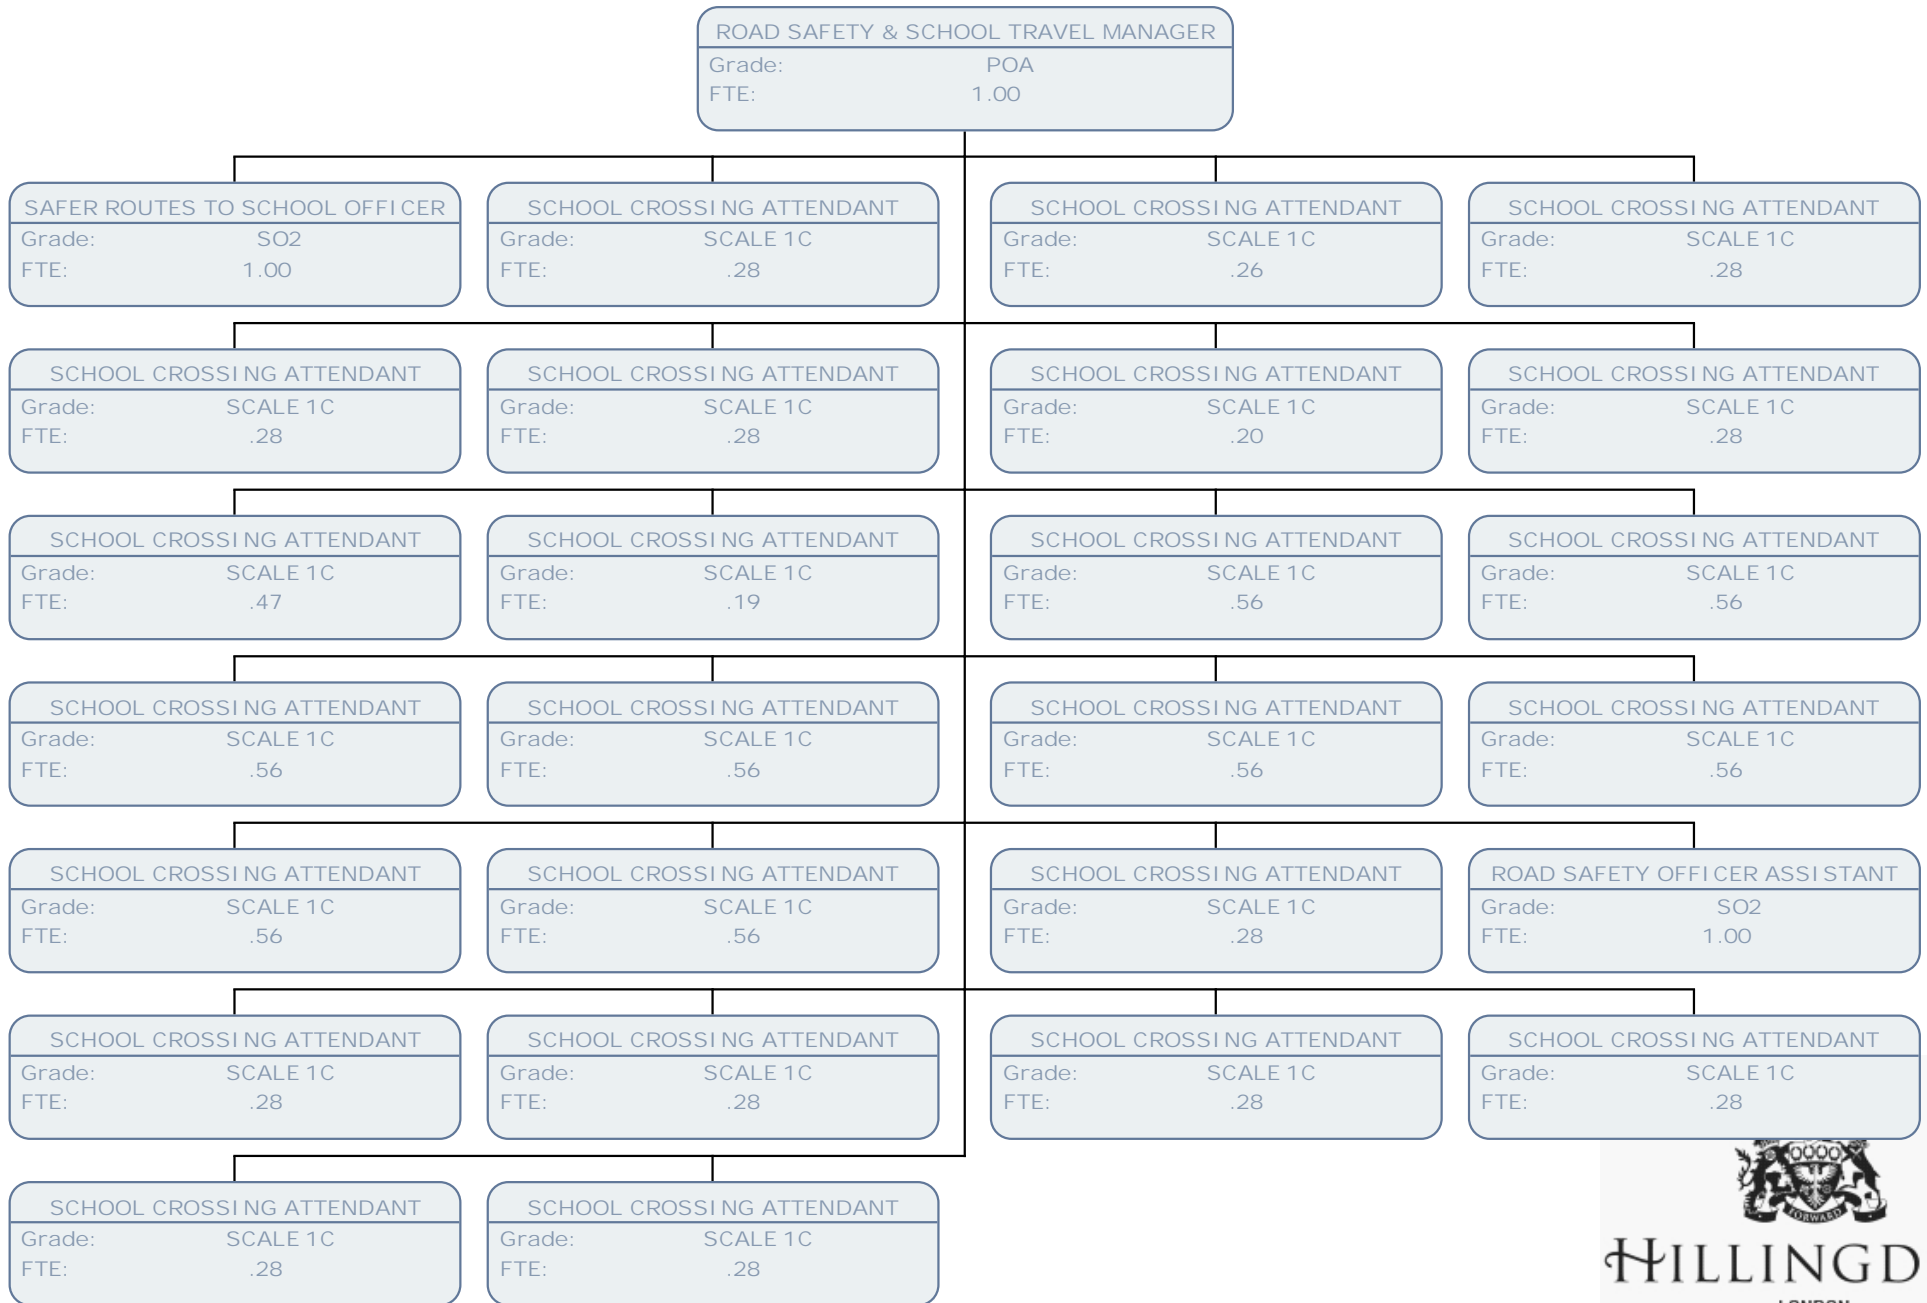 ROAD SAFETY & SCHOOL TRAVEL MANAGER
Grade: POA
FTE: 1.00
SAFER ROUTES TO SCHOOL OFFICER
Grade: SO2
FTE: 1.00
SCHOOL CROSSING ATTENDANT
Grade: SCALE 1C
FTE: .28
SCHOOL CROSSING ATTENDANT
Grade: SCALE 1C
FTE: .26
SCHOOL CROSSING ATTENDANT
Grade: SCALE 1C
FTE: .28
SCHOOL CROSSING ATTENDANT
Grade: SCALE 1C
FTE: .28
SCHOOL CROSSING ATTENDANT
Grade: SCALE 1C
FTE: .28
SCHOOL CROSSING ATTENDANT
Grade: SCALE 1C
FTE: .20
SCHOOL CROSSING ATTENDANT
Grade: SCALE 1C
FTE: .28
SCHOOL CROSSING ATTENDANT
Grade: SCALE 1C
FTE: .47
SCHOOL CROSSING ATTENDANT
Grade: SCALE 1C
FTE: .19
SCHOOL CROSSING ATTENDANT
Grade: SCALE 1C
FTE: .56
SCHOOL CROSSING ATTENDANT
Grade: SCALE 1C
FTE: .56
SCHOOL CROSSING ATTENDANT
Grade: SCALE 1C
FTE: .56
SCHOOL CROSSING ATTENDANT
Grade: SCALE 1C
FTE: .56
SCHOOL CROSSING ATTENDANT
Grade: SCALE 1C
FTE: .56
SCHOOL CROSSING ATTENDANT
Grade: SCALE 1C
FTE: .56
SCHOOL CROSSING ATTENDANT
Grade: SCALE 1C
FTE: .56
SCHOOL CROSSING ATTENDANT
Grade: SCALE 1C
FTE: .56
SCHOOL CROSSING ATTENDANT
Grade: SCALE 1C
FTE: .28
ROAD SAFETY OFFICER ASSISTANT
Grade: SO2
FTE: 1.00
SCHOOL CROSSING ATTENDANT
Grade: SCALE 1C
FTE: .28
SCHOOL CROSSING ATTENDANT
Grade: SCALE 1C
FTE: .28
SCHOOL CROSSING ATTENDANT
Grade: SCALE 1C
FTE: .28
SCHOOL CROSSING ATTENDANT
Grade: SCALE 1C
FTE: .28
SCHOOL CROSSING ATTENDANT
Grade: SCALE 1C
FTE: .28
SCHOOL CROSSING ATTENDANT
Grade: SCALE 1C
FTE: .28
FORWARD
HILLINGD